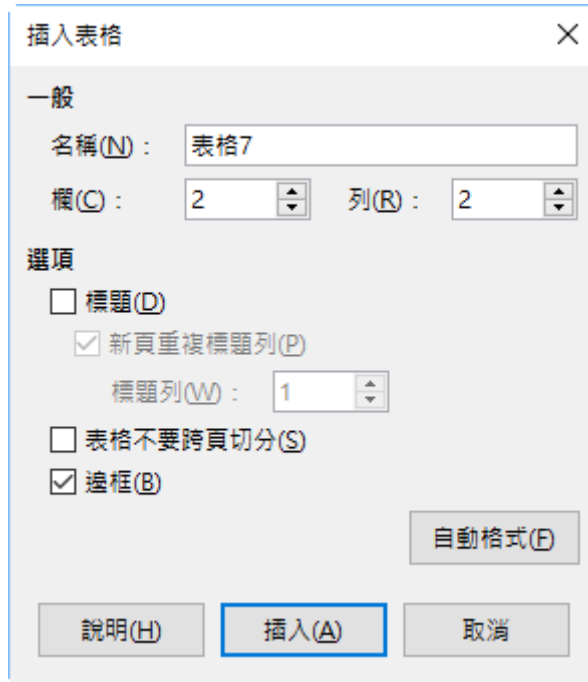 插入表格
一般
名稱(N)： 表格7
欄(C)： 2 列(R)： 2
選項
標題(D)
新頁重複標題列(P)
標題列(W)： 1
表格不要跨頁切分(S)
邊框(B)
自動格式(F)
說明(H) 插入(A) 取消